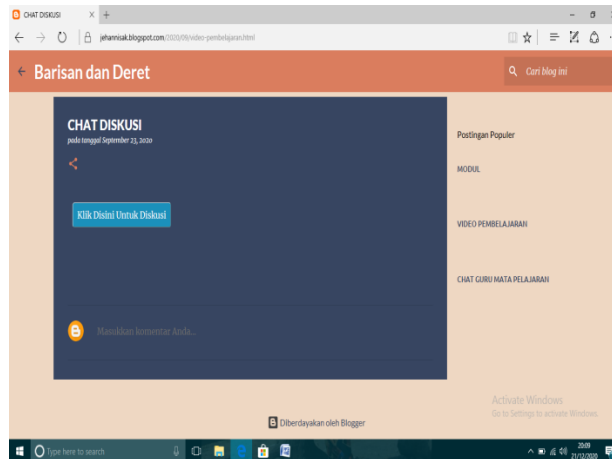 CHAT DISKUSI
jehannisak.blogspot.com/2020/09/video-pembelajaran.html
Barisan dan Deret
Cari blog ini
CHAT DISKUSI
pada tanggal September 23, 2020
Klik Disini Untuk Diskusi
Masukkan komentar Anda...
Postingan Populer
MODUL
VIDEO PEMBELAJARAN
CHAT GURU MATA PELAJARAN
Diberdayakan oleh Blogger
Activate Windows
Go to Settings to activate Windows.
Type here to search
20:09
21/12/2020